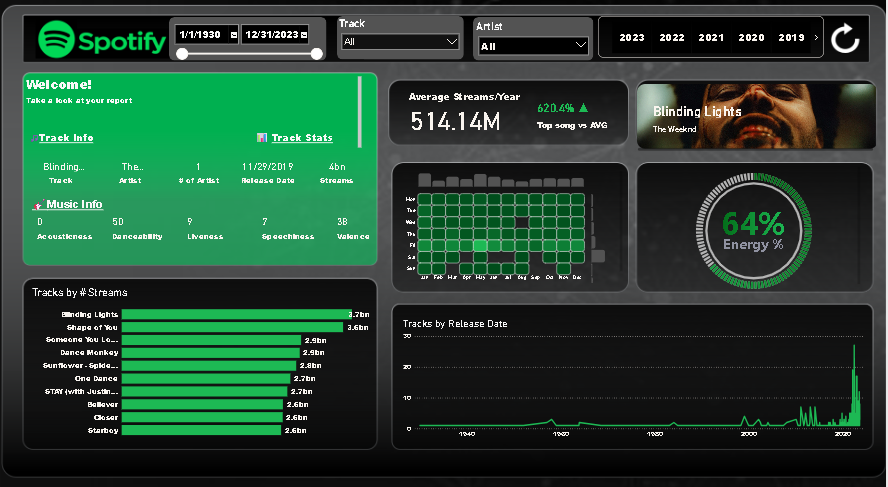 Spotify
1/1/1930
12/31/2023
Track
All
Artist
All
2023 2022 2021 2020 2019
Welcome!
Take a look at your report
Track Info
Track Stats
Blinding... The... 1 11/29/2019 4bn
Track Artist # of Artist Release Date Streams
Music Info
0 50 9 7 38
Acousticness Danceability Liveness Speechiness Valence
Average Streams/Year
514.14M
620.4% ▲
Top song vs AVG
Blinding Lights
The Weeknd
Mon
Tue
Wed
Thu
Fri
Sat
Sun
Jan Feb Mar Apr May Jun Jul Aug Sep Oct Nov Dec
64%
Energy %
Tracks by # Streams
Blinding Lights 3.7bn
Shape of You 3.6bn
Someone You Lo... 2.9bn
Dance Monkey 2.9bn
Sunflower - Spide... 2.8bn
One Dance 2.7bn
STAY (with Justin... 2.7bn
Believer 2.6bn
Closer 2.6bn
Starboy 2.6bn
Tracks by Release Date
30
20
10
0
1940 1960 1980 2000 2020